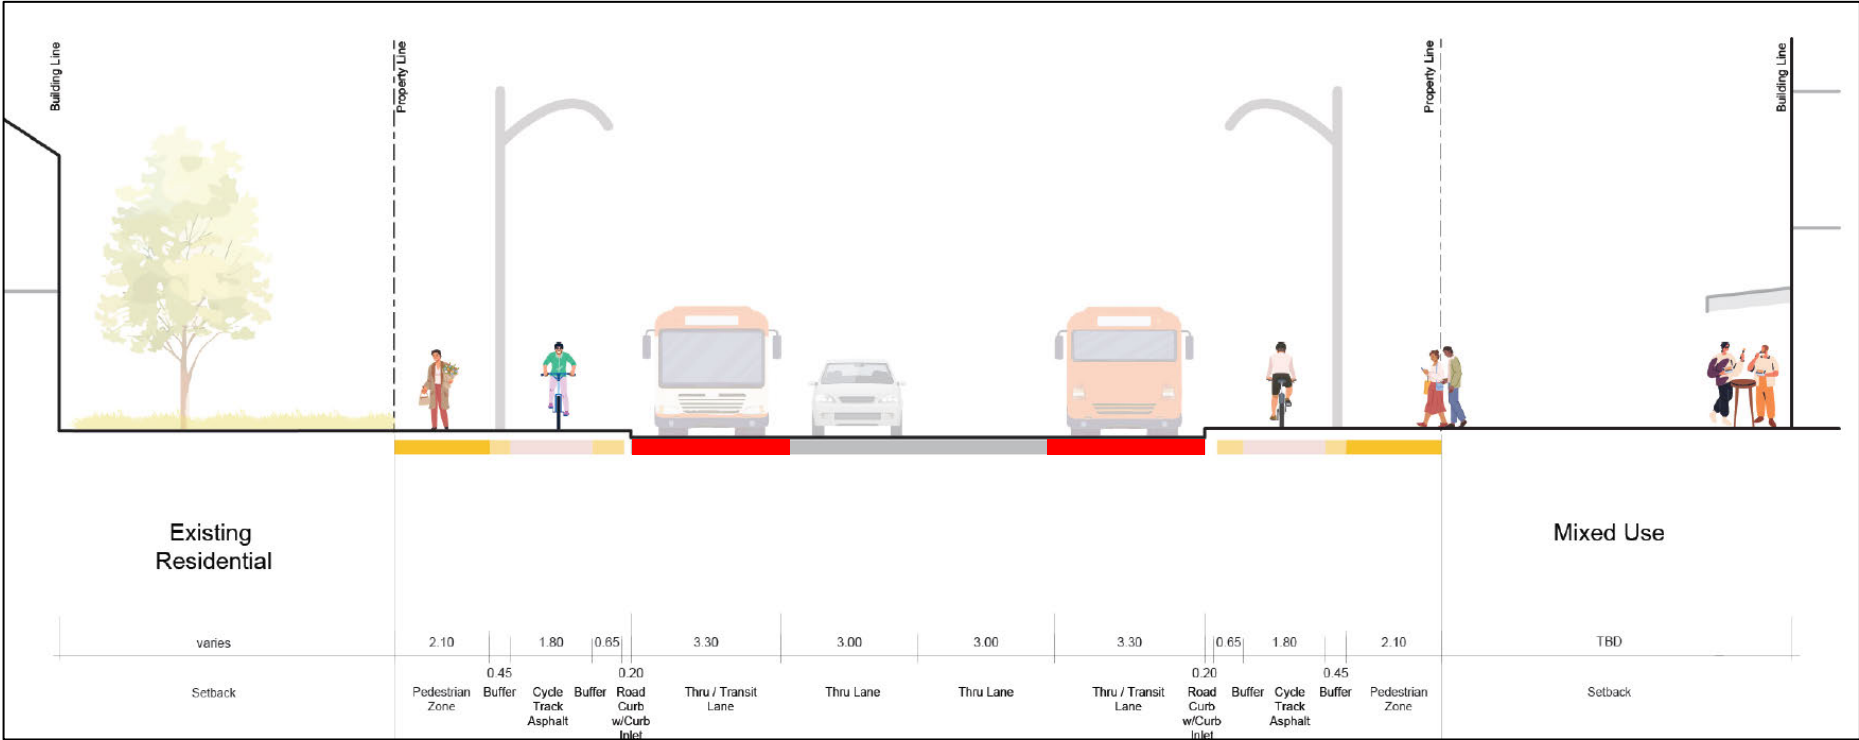 Building Line
Property Line
Property Line
Building Line
Existing
Residential
Mixed Use
varies
2.10
1.80
0.65
3.30
3.00
3.00
3.30
0.65
1.80
2.10
TBD
0.45
0.20
0.20
0.45
Setback
Pedestrian
Zone
Buffer
Cycle
Track
Asphalt
Buffer
Road
Curb
w/Curb
Inlet
Thru / Transit
Lane
Thru Lane
Thru Lane
Thru / Transit
Lane
Road
Curb
w/Curb
Inlet
Buffer
Cycle
Track
Asphalt
Buffer
Pedestrian
Zone
Setback